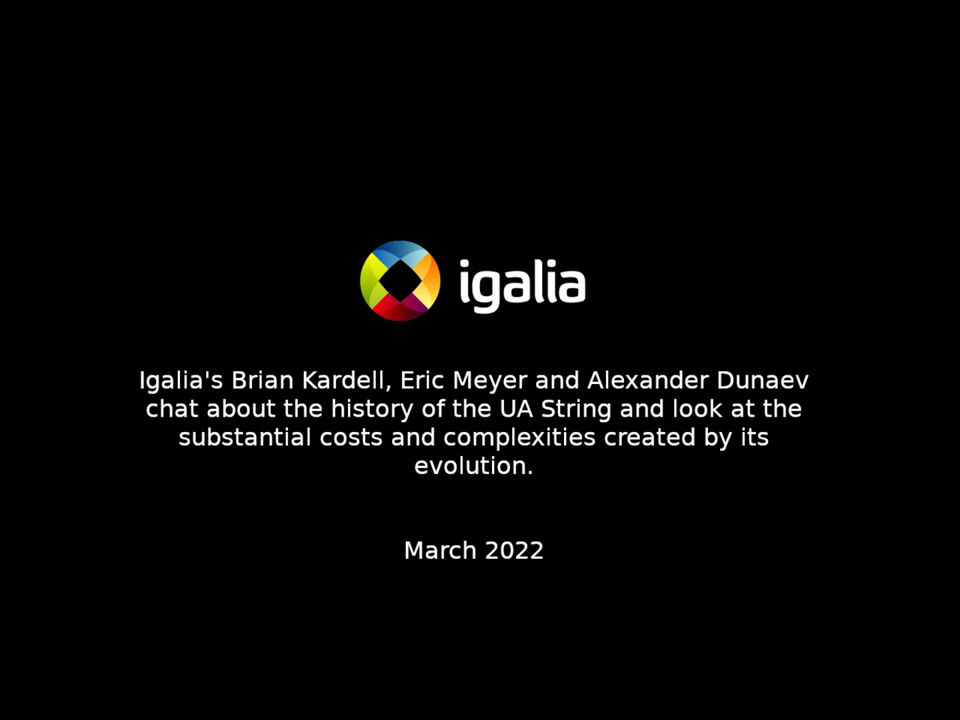 igalia
Igalia's Brian Kardell, Eric Meyer and Alexander Dunaev
chat about the history of the UA String and look at the
substantial costs and complexities created by its
evolution.
March 2022